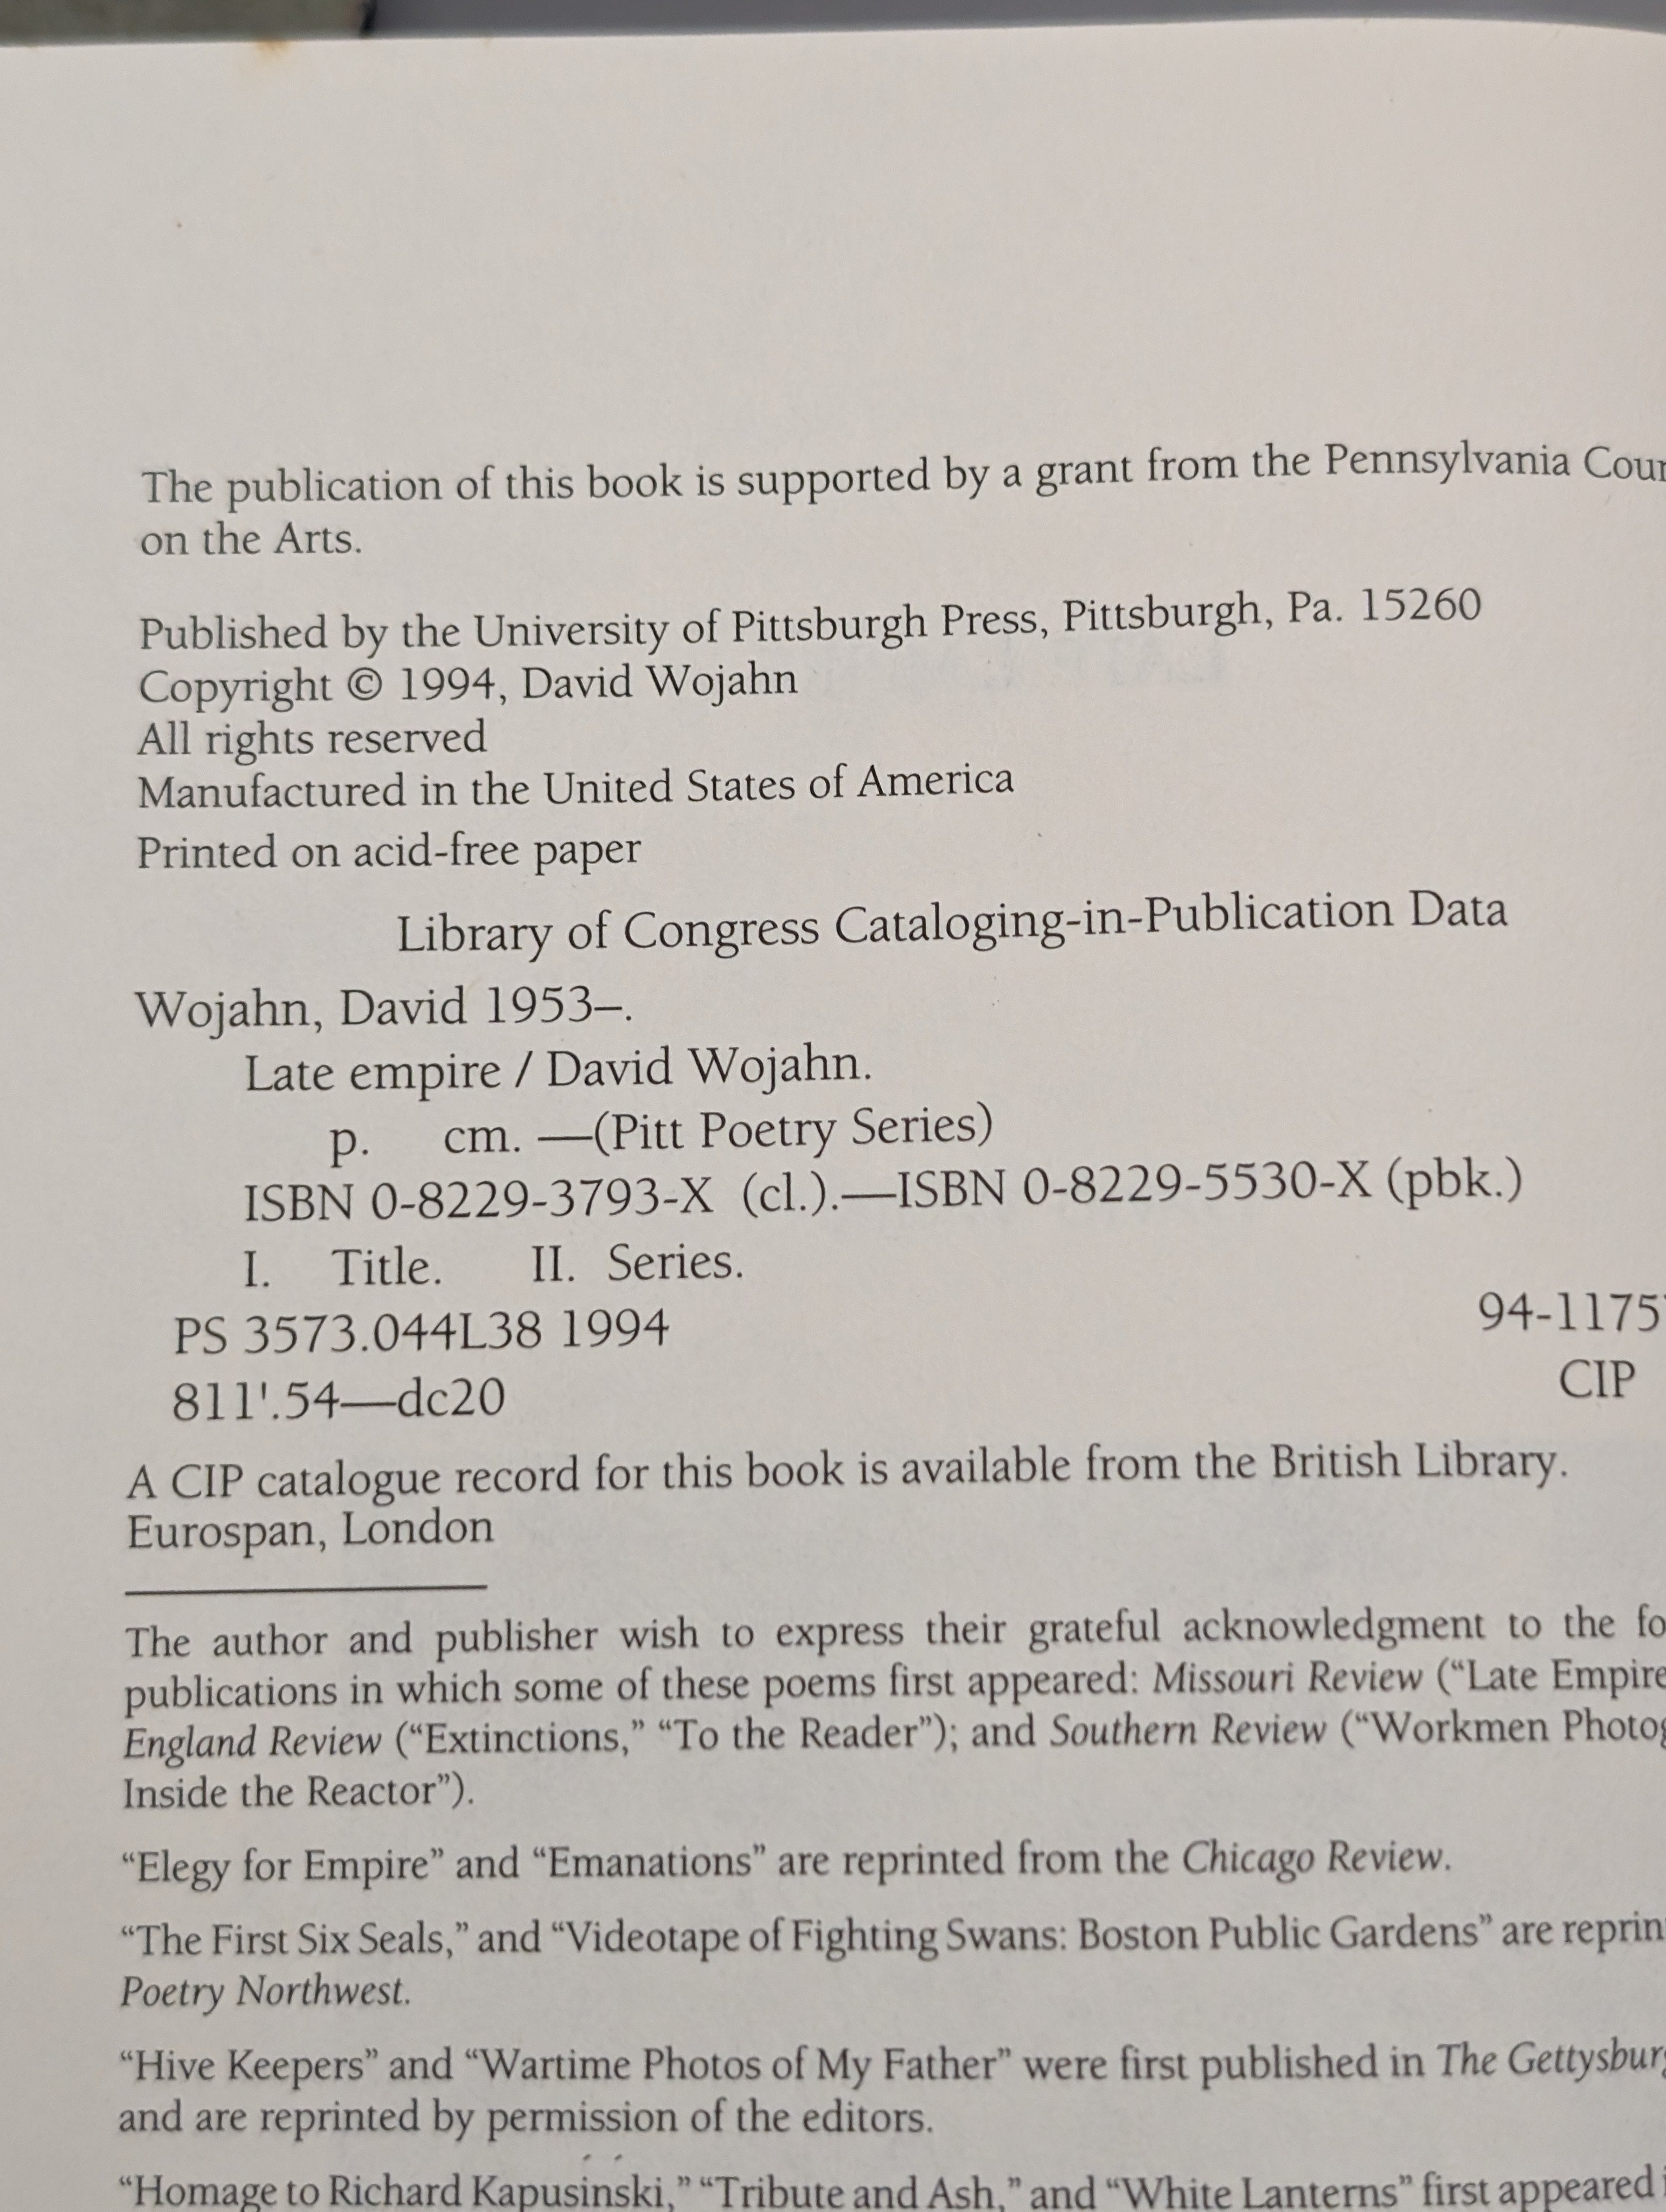 The publication of this book is supported by a grant from the Pennsylvania
on the Arts.
Published by the University of Pittsburgh Press, Pittsburgh, Pa. 15260
Copyright © 1994, David Wojahn
All rights reserved
Manufactured in the United States of America
Printed on acid-free paper
Library of Congress Cataloging-in-Publication Data
Wojahn, David 1953–.
Late empire / David Wojahn.
p. cm. —(Pitt Poetry Series)
ISBN 0-8229-3793-X (cl.).—ISBN 0-8229-5530-X (pbk.)
I. Title. II. Series.
PS 3573.044L38 1994
94-1175
811'.54—dc20
CIP
A CIP catalogue record for this book is available from the British Library.
Eurospan, London
The author and publisher wish to express their grateful acknowledgment to the
publications in which some of these poems first appeared: Missouri Review (“Late Empire
England Review (“Extinctions,” “To the Reader”); and Southern Review (“Workmen
Inside the Reactor”).
“Elegy for Empire” and “Emanations” are reprinted from the Chicago Review.
“The First Six Seals,” and “Videotape of Fighting Swans: Boston Public Gardens” are
Poetry Northwest.
“Hive Keepers” and “Wartime Photos of My Father” were first published in The
and are reprinted by permission of the editors.
“Homage to Richard Kapusinski,” “Tribute and Ash,” and “White Lanterns” first appeared